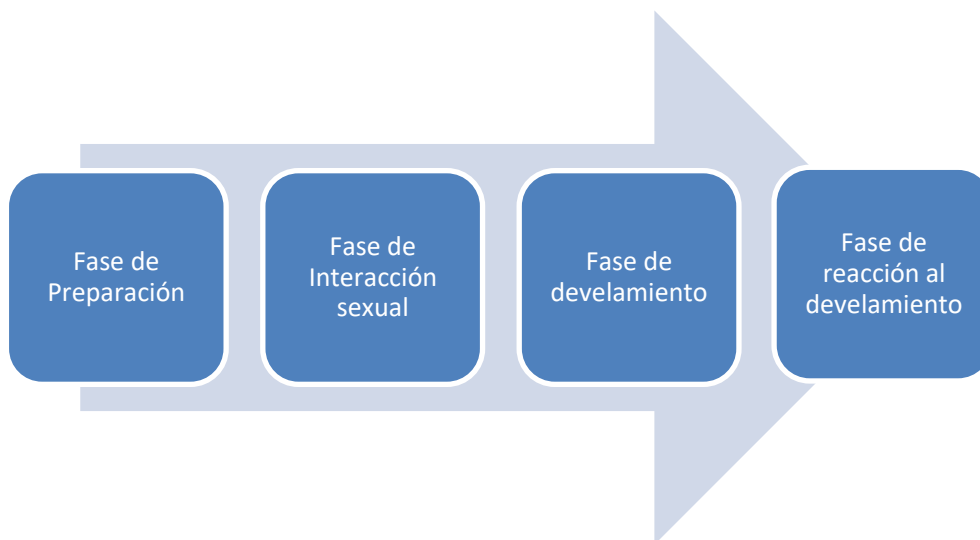 Fase de
Preparación
Fase de
Interacción
sexual
Fase de
develamiento
Fase de
reacción al
develamiento